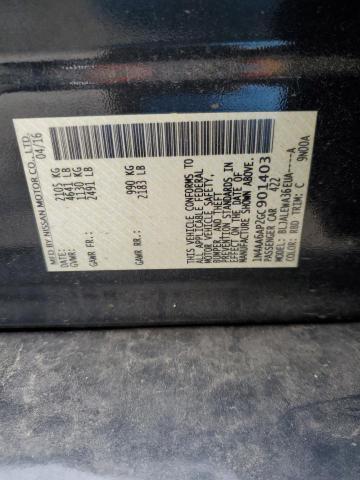 MFD BY NISSAN MOTOR CO., LTD.
DATE: 04/16
GVWR: 2105 KG
4641 LB
GAWR FR: 1130 KG
2491 LB
GAWR RR: 990 KG
2183 LB
THIS VEHICLE CONFORMS TO
ALL APPLICABLE FEDERAL
MOTOR VEHICLE SAFETY,
BUMPER, AND THEFT
PREVENTION STANDARDS IN
EFFECT ON THE DATE OF
MANUFACTURE SHOWN ABOVE.
1N4AA6AP2GC901403
PASSENGER CAR 422
MODEL: BLJALEWA36EUA----A
COLOR: RBD TRIM: C 9N00A